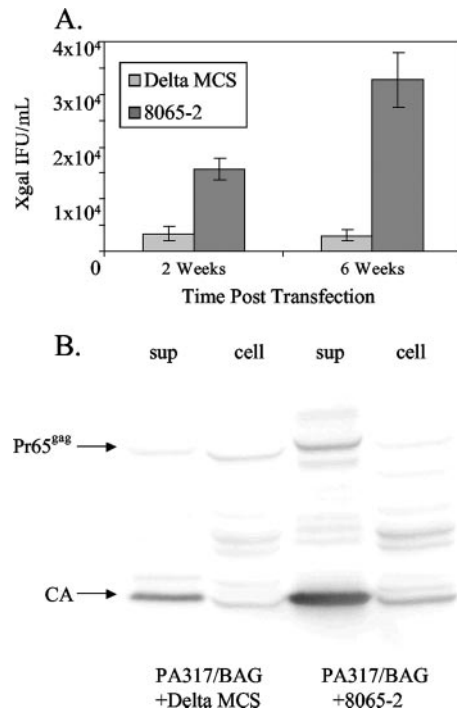 A.
4x10⁴
3x10⁴
2x10⁴
1x10⁴
0
Xgal IFU/mL
Delta MCS
8065-2
2 Weeks 6 Weeks
Time Post Transfection
B.
sup cell sup cell
Pr65ᵍᵃᵍ
CA
PA317/BAG PA317/BAG
+Delta MCS +8065-2